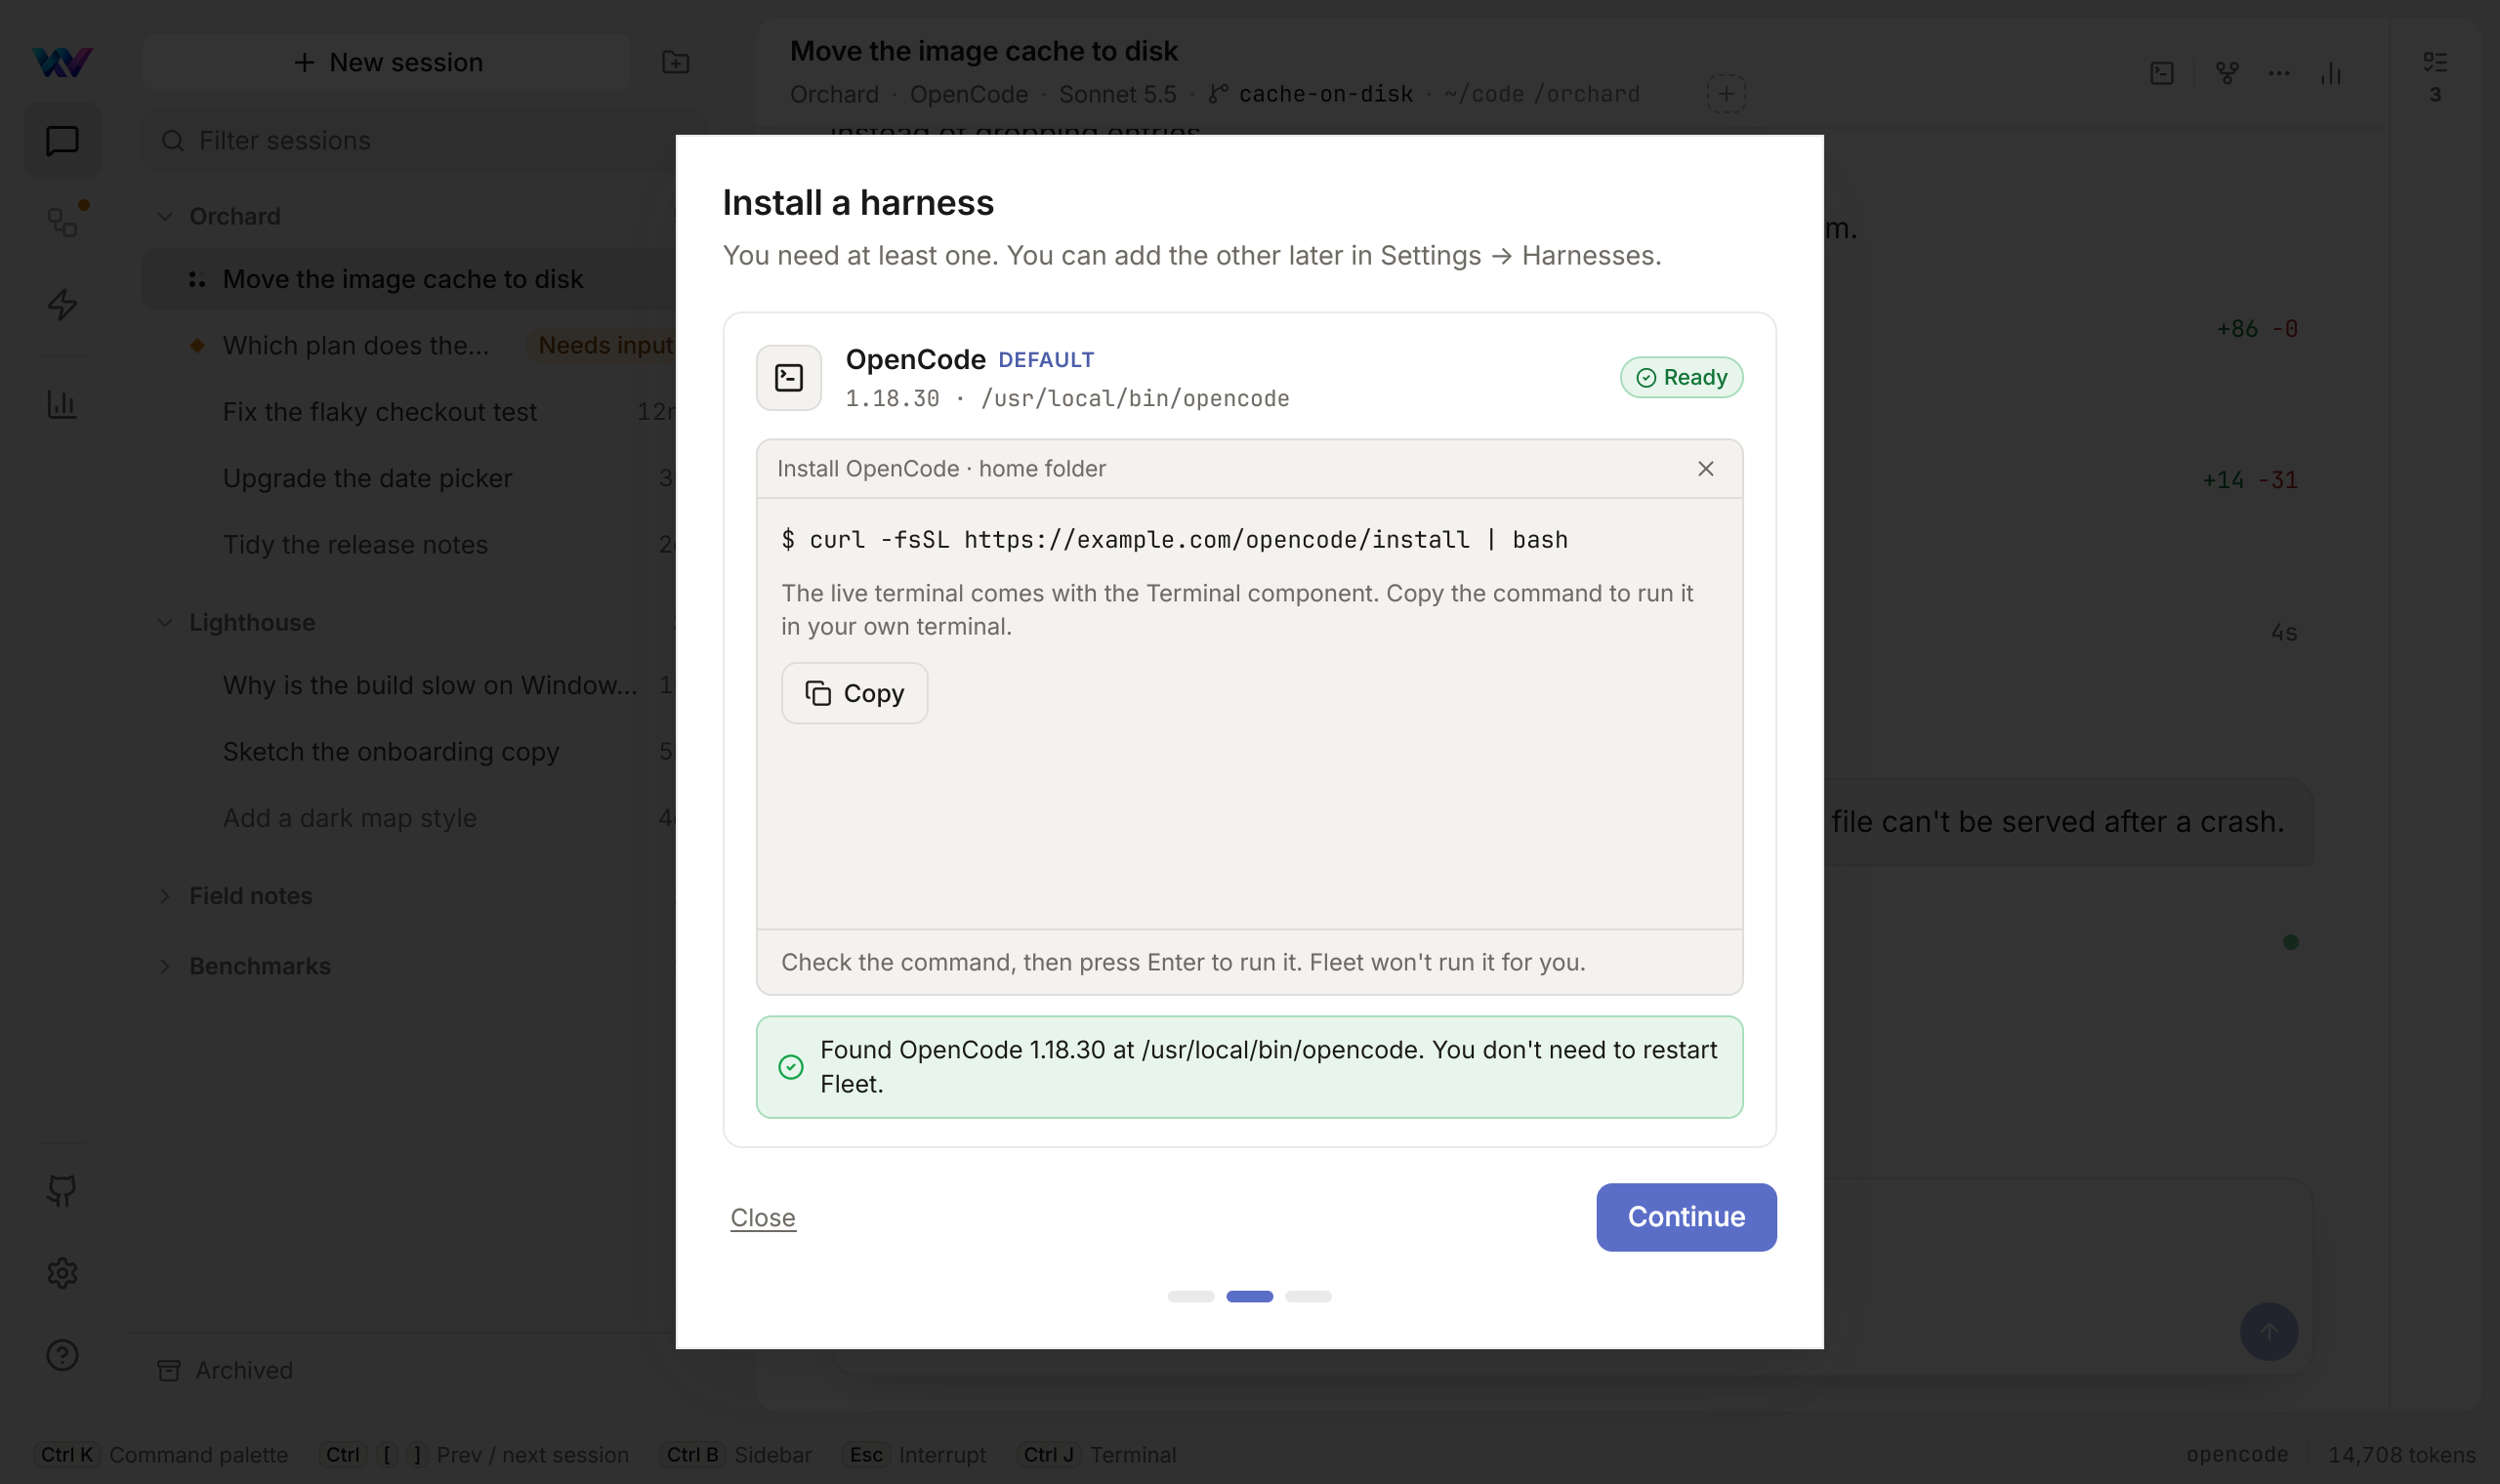 New session
Filter sessions
Orchard
Move the image cache to disk
Which plan does the...
Needs input
Fix the flaky checkout test
Upgrade the date picker
Tidy the release notes
Lighthouse
Why is the build slow on Window...
Sketch the onboarding copy
Add a dark map style
Field notes
Benchmarks
Archived
Move the image cache to disk
Orchard · OpenCode · Sonnet 5.5 · cache-on-disk · ~/code /orchard
3
instead of dropping entries
m.
+86 -0
+14 -31
4s
file can't be served after a crash.
Install a harness
You need at least one. You can add the other later in Settings → Harnesses.
OpenCode DEFAULT
1.18.30 · /usr/local/bin/opencode
Ready
Install OpenCode · home folder
$ curl -fsSL https://example.com/opencode/install | bash
The live terminal comes with the Terminal component. Copy the command to run it
in your own terminal.
Copy
Check the command, then press Enter to run it. Fleet won't run it for you.
Found OpenCode 1.18.30 at /usr/local/bin/opencode. You don't need to restart
Fleet.
Close
Continue
Ctrl K Command palette Ctrl [ ] Prev / next session Ctrl B Sidebar Esc Interrupt Ctrl J Terminal
opencode 14,708 tokens